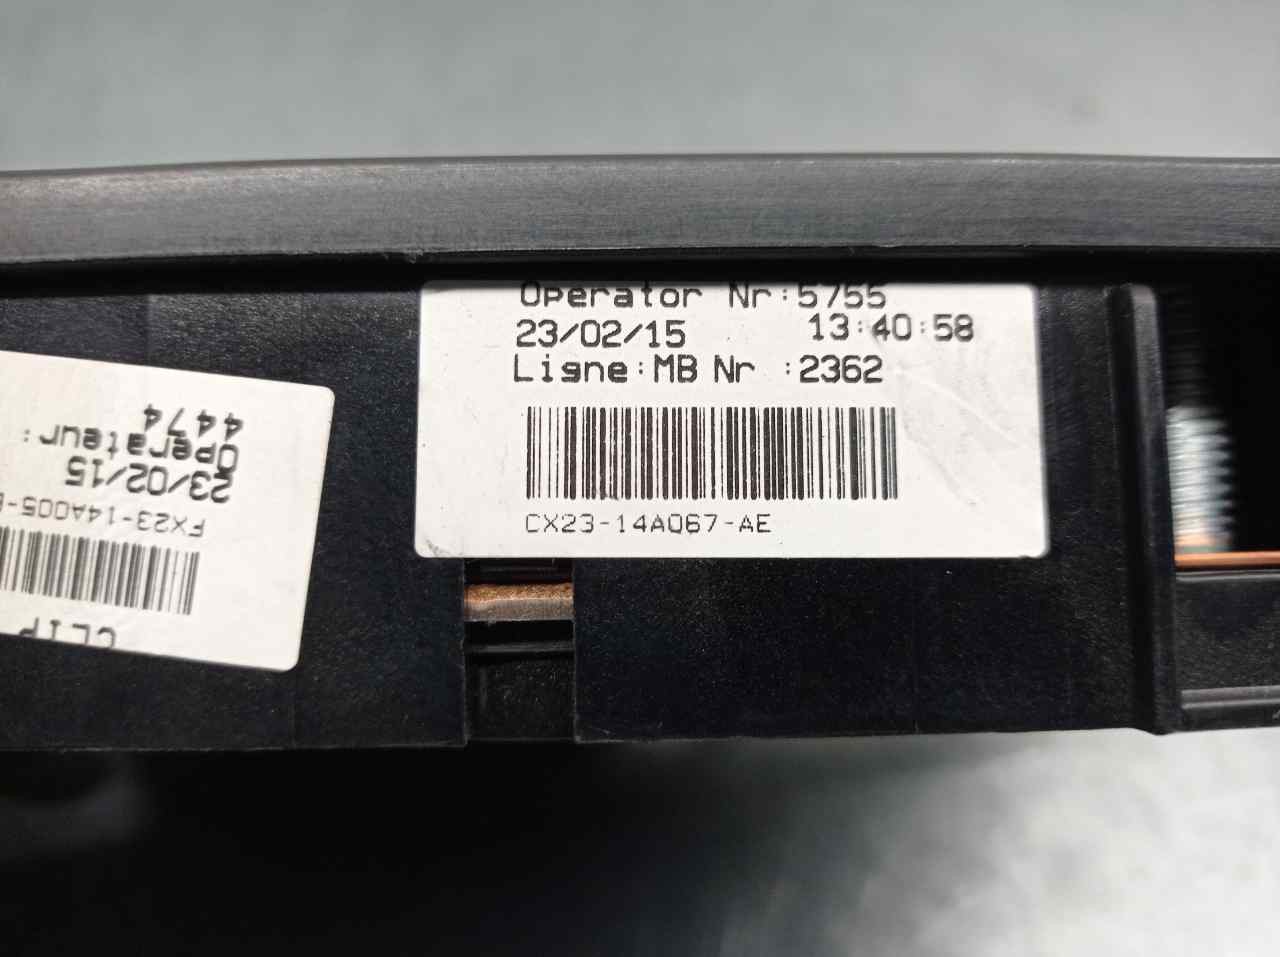 Operator Nr:5755
23/02/15 13:40:58
Ligne:MB Nr :2362
CX23-14A067-AE
4474
Operateur:
23/02/15
FX23-14A005-
CLIP